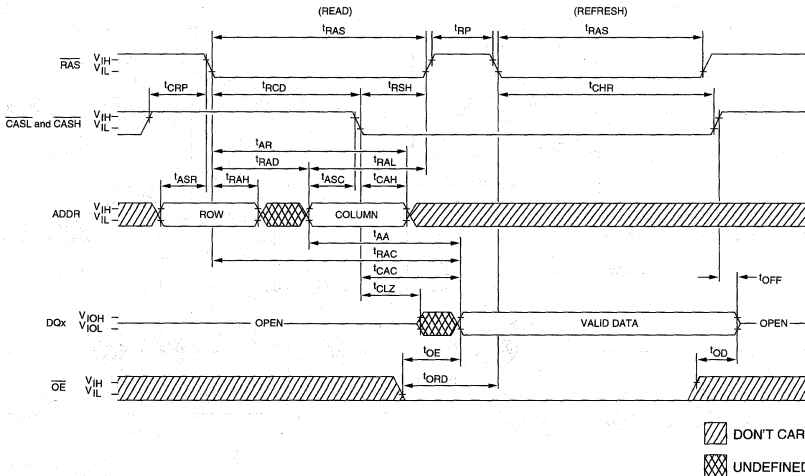 (READ) (REFRESH)
tRAS tRP tRAS
RAS VIH VIL
tCRP tRCD tRSH tCHR
CASL and CASH VIH VIL
tAR
tRAD tRAL
tASR tRAH tASC tCAH
ADDR VIH VIL ROW COLUMN
tAA
tRAC
tCAC tOFF
tCLZ
DQx VIOH VIOL OPEN VALID DATA OPEN
tOE tOD
tORD
OE VIH VIL
DON'T CAR
UNDEFINED